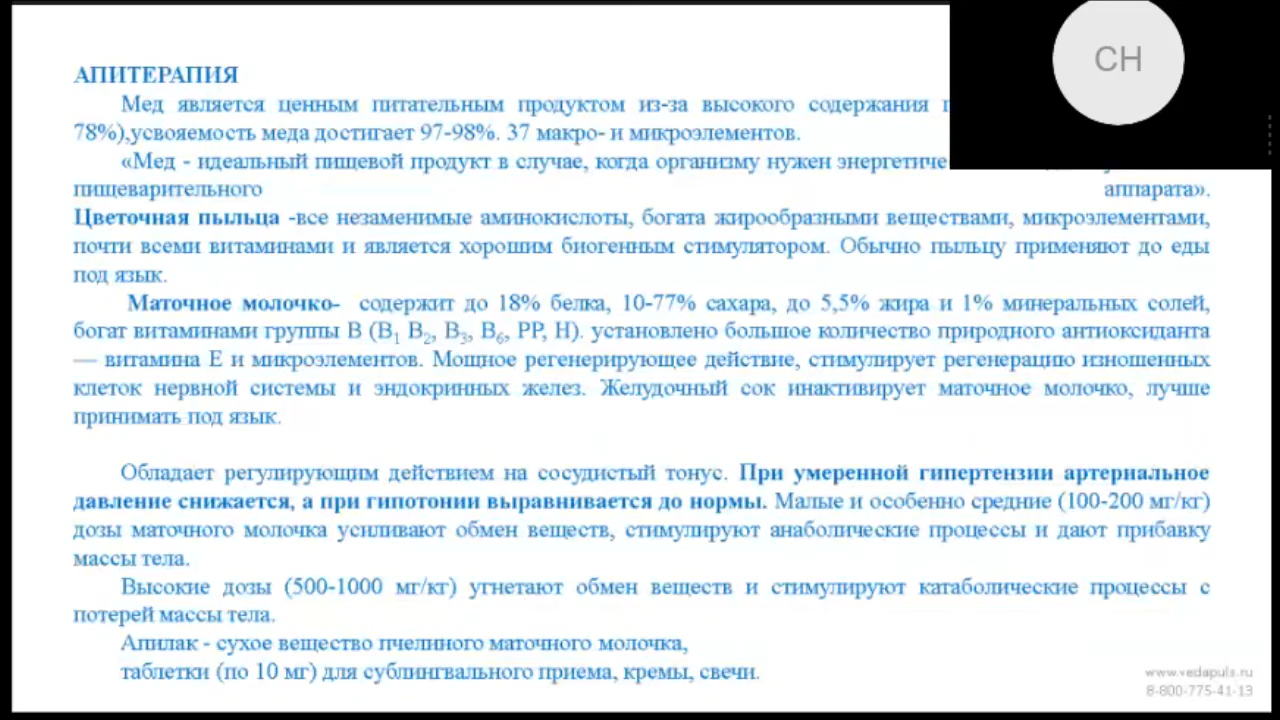 СН
АПИТЕРАПИЯ
Мед является ценным питательным продуктом из-за высокого содержания
78%),усвояемость меда достигает 97-98%. 37 макро- и микроэлементов.
«Мед - идеальный пищевой продукт в случае, когда организму нужен
пищеварительного аппарата».
Цветочная пыльца -все незаменимые аминокислоты, богата жирообразными веществами, микроэлементами,
почти всеми витаминами и является хорошим биогенным стимулятором. Обычно пыльцу применяют до еды
под язык.
Маточное молочко- содержит до 18% белка, 10-77% сахара, до 5,5% жира и 1% минеральных солей,
богат витаминами группы В (В₁ В₂, В₃, В₆, РР, Н). установлено большое количество природного антиоксиданта
— витамина Е и микроэлементов. Мощное регенерирующее действие, стимулирует регенерацию изношенных
клеток нервной системы и эндокринных желез. Желудочный сок инактивирует маточное молочко, лучше
принимать под язык.
Обладает регулирующим действием на сосудистый тонус. При умеренной гипертензии артериальное
давление снижается, а при гипотонии выравнивается до нормы. Малые и особенно средние (100-200 мг/кг)
дозы маточного молочка усиливают обмен веществ, стимулируют анаболические процессы и дают прибавку
массы тела.
Высокие дозы (500-1000 мг/кг) угнетают обмен веществ и стимулируют катаболические процессы с
потерей массы тела.
Апилак - сухое вещество пчелиного маточного молочка,
таблетки (по 10 мг) для сублингвального приема, кремы, свечи.
www.vedapuls.ru
8-800-775-41-13